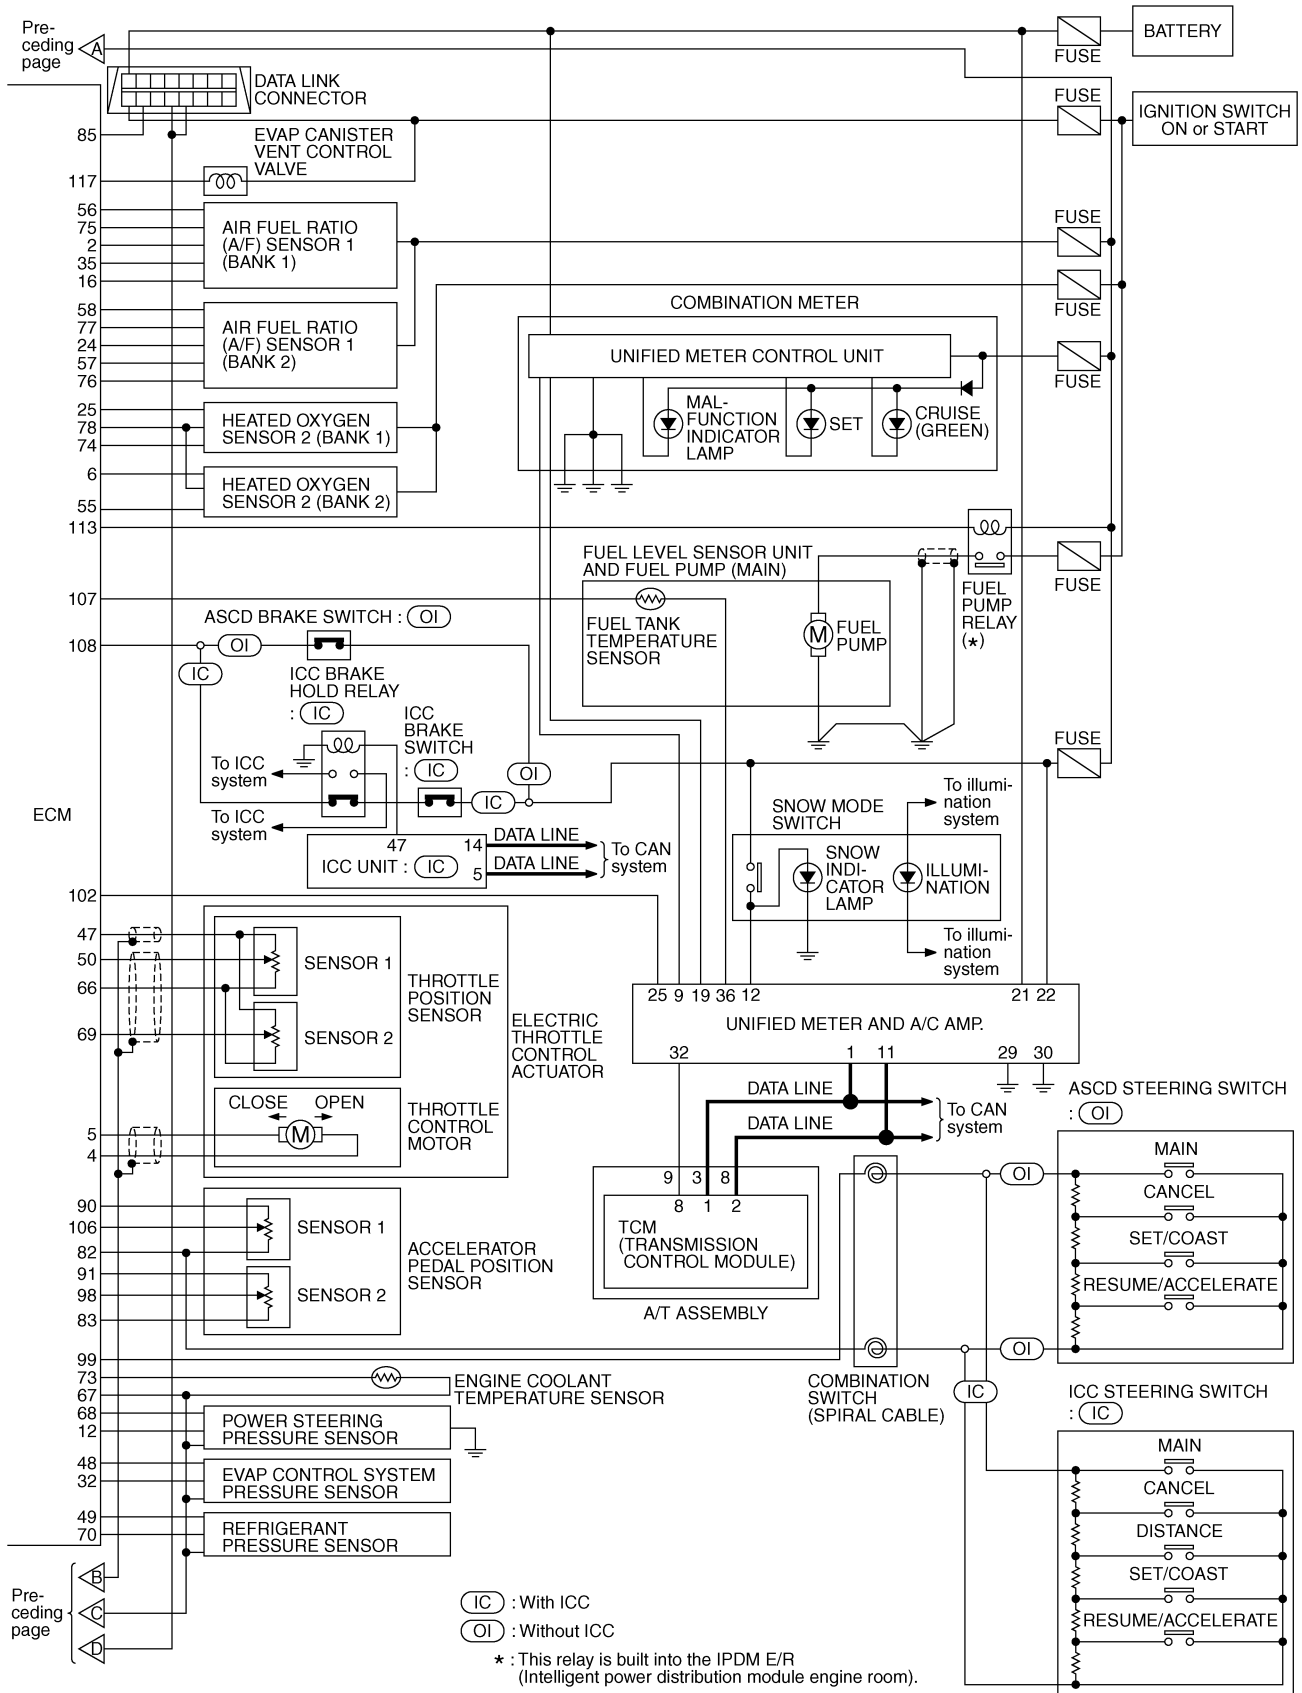 Pre-
ceding
page
A
BATTERY
FUSE
DATA LINK
CONNECTOR
FUSE
IGNITION SWITCH
ON or START
85
EVAP CANISTER
VENT CONTROL
VALVE
117
56
75
2
35
16
AIR FUEL RATIO
(A/F) SENSOR 1
(BANK 1)
FUSE
FUSE
58
77
24
57
76
AIR FUEL RATIO
(A/F) SENSOR 1
(BANK 2)
COMBINATION METER
UNIFIED METER CONTROL UNIT
FUSE
MAL-
FUNCTION
INDICATOR
LAMP
SET
CRUISE
(GREEN)
25
78
74
HEATED OXYGEN
SENSOR 2 (BANK 1)
6
55
HEATED OXYGEN
SENSOR 2 (BANK 2)
113
FUEL LEVEL SENSOR UNIT
AND FUEL PUMP (MAIN)
FUSE
FUEL
PUMP
RELAY
(*)
107
FUEL TANK
TEMPERATURE
SENSOR
M
FUEL
PUMP
ASCD BRAKE SWITCH : OI
108
OI
IC
ICC BRAKE
HOLD RELAY
: IC
ICC
BRAKE
SWITCH
: IC
OI
IC
To ICC
system
To ICC
system
FUSE
ECM
47
14
5
ICC UNIT : IC
DATA LINE
DATA LINE
To CAN
system
SNOW MODE
SWITCH
SNOW
INDI-
CATOR
LAMP
ILLUMI-
NATION
To illumi-
nation
system
To illumi-
nation
system
102
47
50
66
69
SENSOR 1
SENSOR 2
THROTTLE
POSITION
SENSOR
ELECTRIC
THROTTLE
CONTROL
ACTUATOR
CLOSE
OPEN
M
THROTTLE
CONTROL
MOTOR
5
4
25 9 19 36 12 21 22
UNIFIED METER AND A/C AMP.
32 1 11 29 30
DATA LINE
DATA LINE
To CAN
system
9 3 8
8 1 2
TCM
(TRANSMISSION
CONTROL MODULE)
A/T ASSEMBLY
90
106
82
91
98
83
SENSOR 1
SENSOR 2
ACCELERATOR
PEDAL POSITION
SENSOR
ASCD STEERING SWITCH
: OI
OI
MAIN
CANCEL
SET/COAST
RESUME/ACCELERATE
OI
COMBINATION
SWITCH
(SPIRAL CABLE)
IC
99
73
67
ENGINE COOLANT
TEMPERATURE SENSOR
68
12
POWER STEERING
PRESSURE SENSOR
48
32
EVAP CONTROL SYSTEM
PRESSURE SENSOR
49
70
REFRIGERANT
PRESSURE SENSOR
ICC STEERING SWITCH
: IC
MAIN
CANCEL
DISTANCE
SET/COAST
RESUME/ACCELERATE
Pre-
ceding
page
B
C
D
IC : With ICC
OI : Without ICC
* : This relay is built into the IPDM E/R
(Intelligent power distribution module engine room).